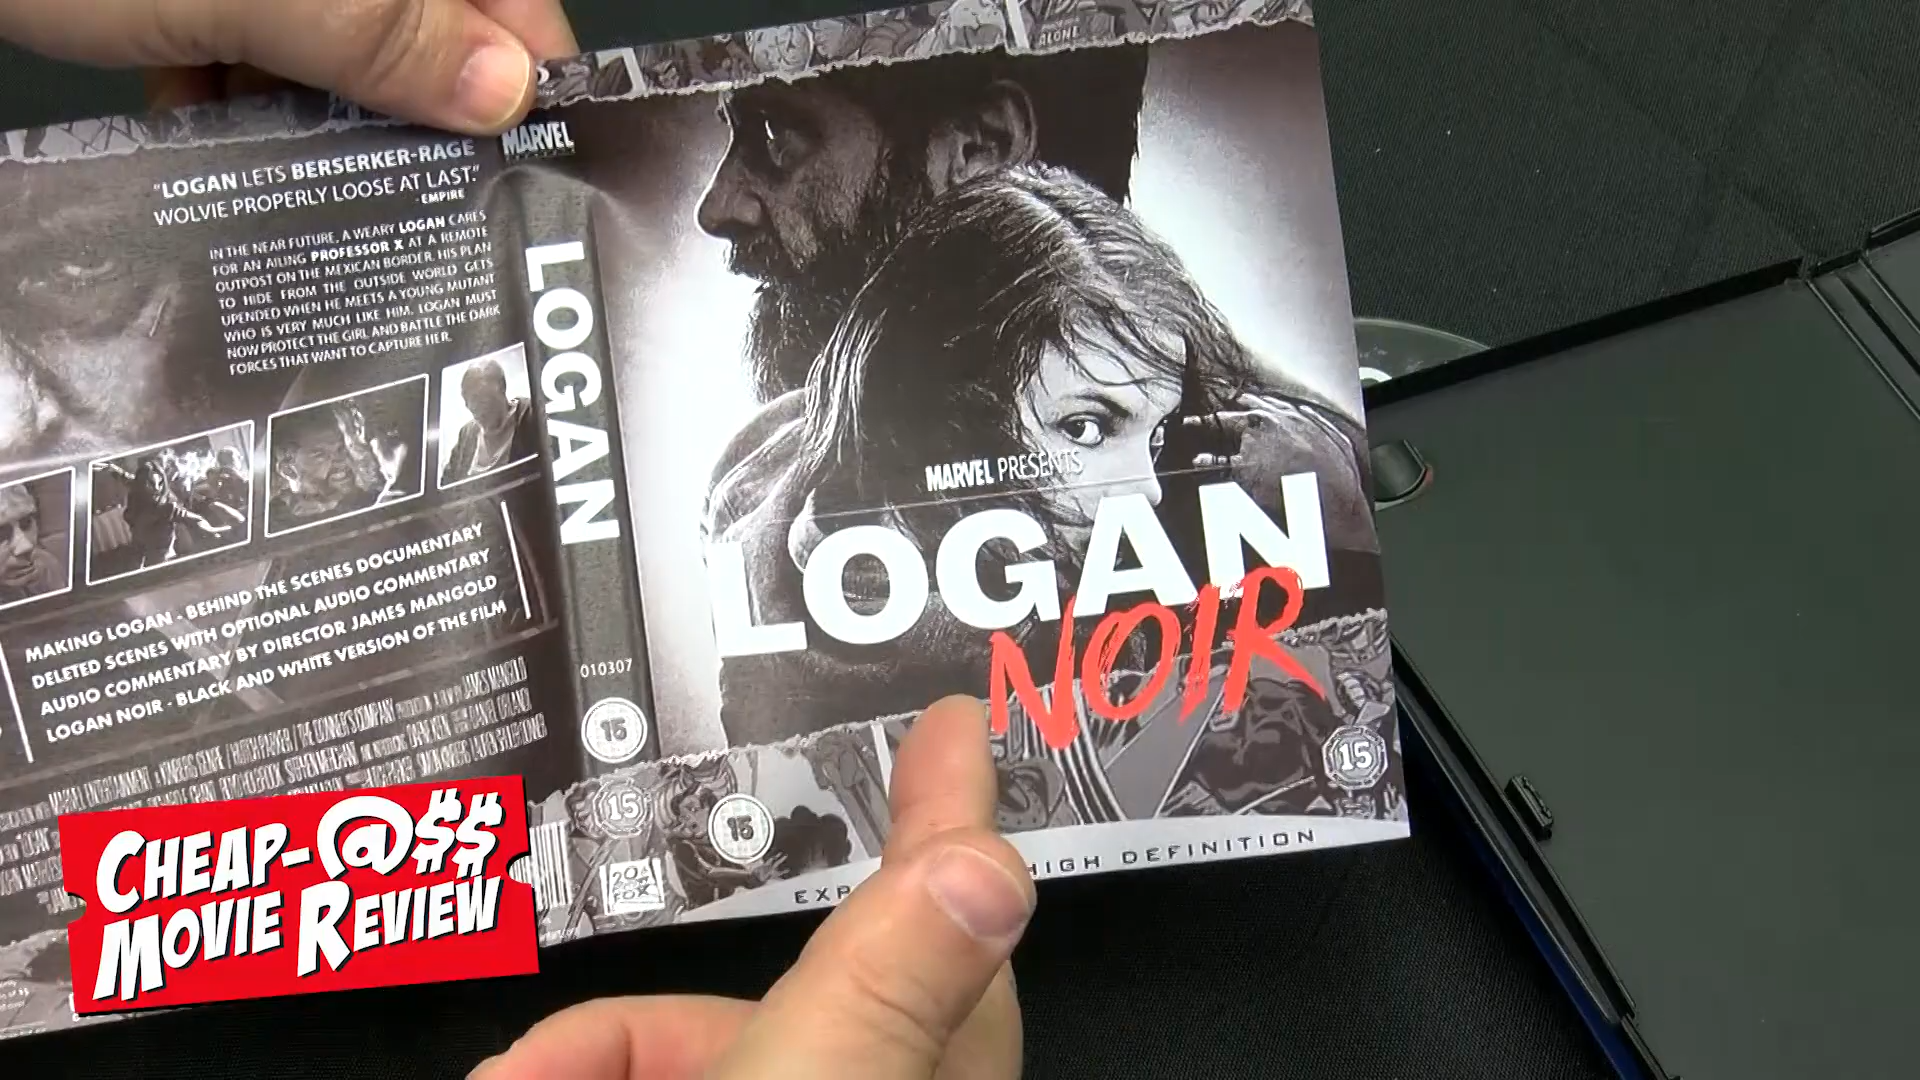 ALONE
"LOGAN LETS BERSERKER-RAGE
WOLVIE PROPERLY LOOSE AT LAST."
- EMPIRE
IN THE NEAR FUTURE, A WEARY LOGAN CARES
FOR AN AILING PROFESSOR X AT A REMOTE
OUTPOST ON THE MEXICAN BORDER. HIS PLAN
TO HIDE FROM THE OUTSIDE WORLD GETS
UPENDED WHEN HE MEETS A YOUNG MUTANT
WHO IS VERY MUCH LIKE HIM. LOGAN MUST
NOW PROTECT THE GIRL AND BATTLE THE DARK
FORCES THAT WANT TO CAPTURE HER.
MAKING LOGAN - BEHIND THE SCENES DOCUMENTARY
DELETED SCENES WITH OPTIONAL AUDIO COMMENTARY
AUDIO COMMENTARY BY DIRECTOR JAMES MANGOLD
LOGAN NOIR - BLACK AND WHITE VERSION OF THE FILM
MARVEL
LOGAN
010307
15
15
20
FOX
MARVEL PRESENTS
LOGAN
NOIR
15
15
EXP HIGH DEFINITION
CHEAP-@$$
MOVIE REVIEW